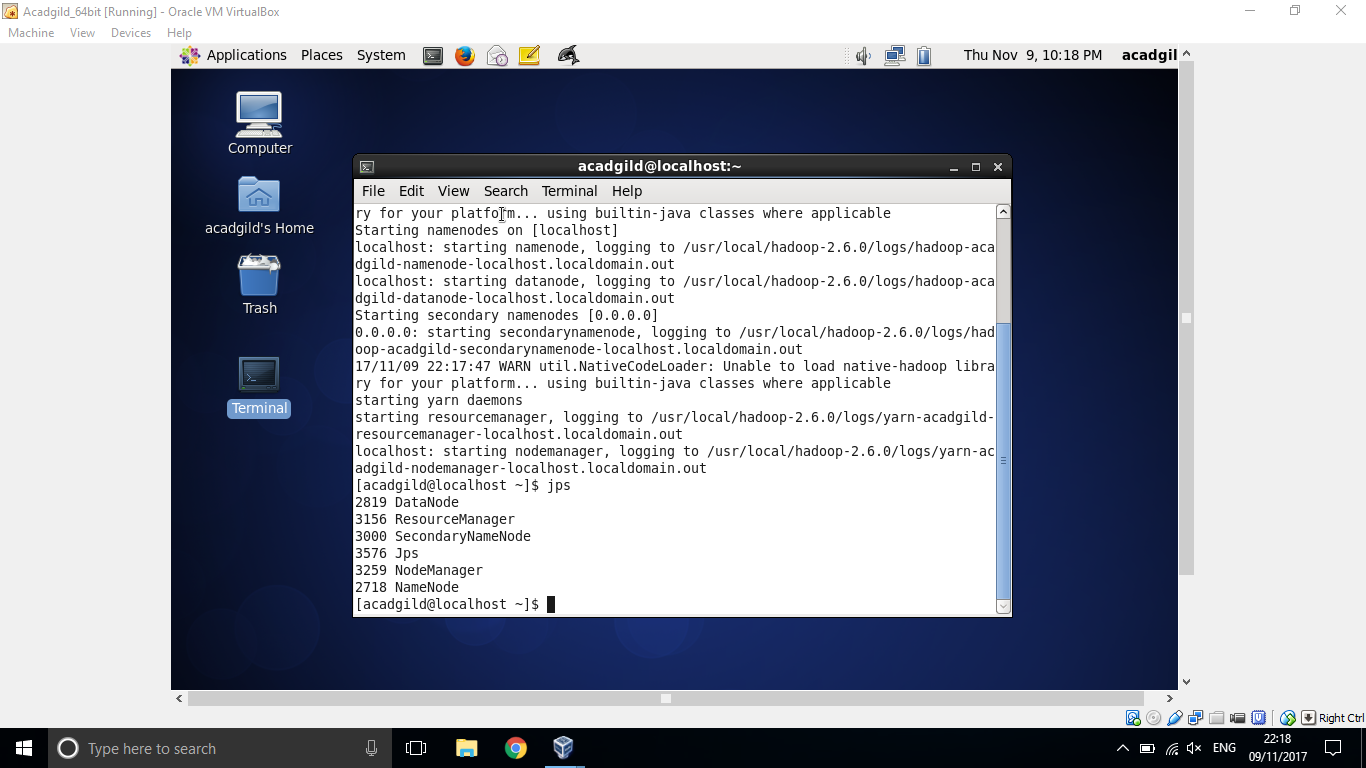 Acadgild_64bit [Running] - Oracle VM VirtualBox
Machine View Devices Help
Applications Places System
Thu Nov 9, 10:18 PM acadgil
Computer
acadgild's Home
Trash
Terminal
acadgild@localhost:~
File Edit View Search Terminal Help
ry for your platform... using builtin-java classes where applicable
Starting namenodes on [localhost]
localhost: starting namenode, logging to /usr/local/hadoop-2.6.0/logs/hadoop-aca
dgild-namenode-localhost.localdomain.out
localhost: starting datanode, logging to /usr/local/hadoop-2.6.0/logs/hadoop-aca
dgild-datanode-localhost.localdomain.out
Starting secondary namenodes [0.0.0.0]
0.0.0.0: starting secondarynamenode, logging to /usr/local/hadoop-2.6.0/logs/had
oop-acadgild-secondarynamenode-localhost.localdomain.out
17/11/09 22:17:47 WARN util.NativeCodeLoader: Unable to load native-hadoop libra
ry for your platform... using builtin-java classes where applicable
starting yarn daemons
starting resourcemanager, logging to /usr/local/hadoop-2.6.0/logs/yarn-acadgild-
resourcemanager-localhost.localdomain.out
localhost: starting nodemanager, logging to /usr/local/hadoop-2.6.0/logs/yarn-ac
adgild-nodemanager-localhost.localdomain.out
[acadgild@localhost ~]$ jps
2819 DataNode
3156 ResourceManager
3000 SecondaryNameNode
3576 Jps
3259 NodeManager
2718 NameNode
[acadgild@localhost ~]$
Right Ctrl
Type here to search
ENG
22:18
09/11/2017